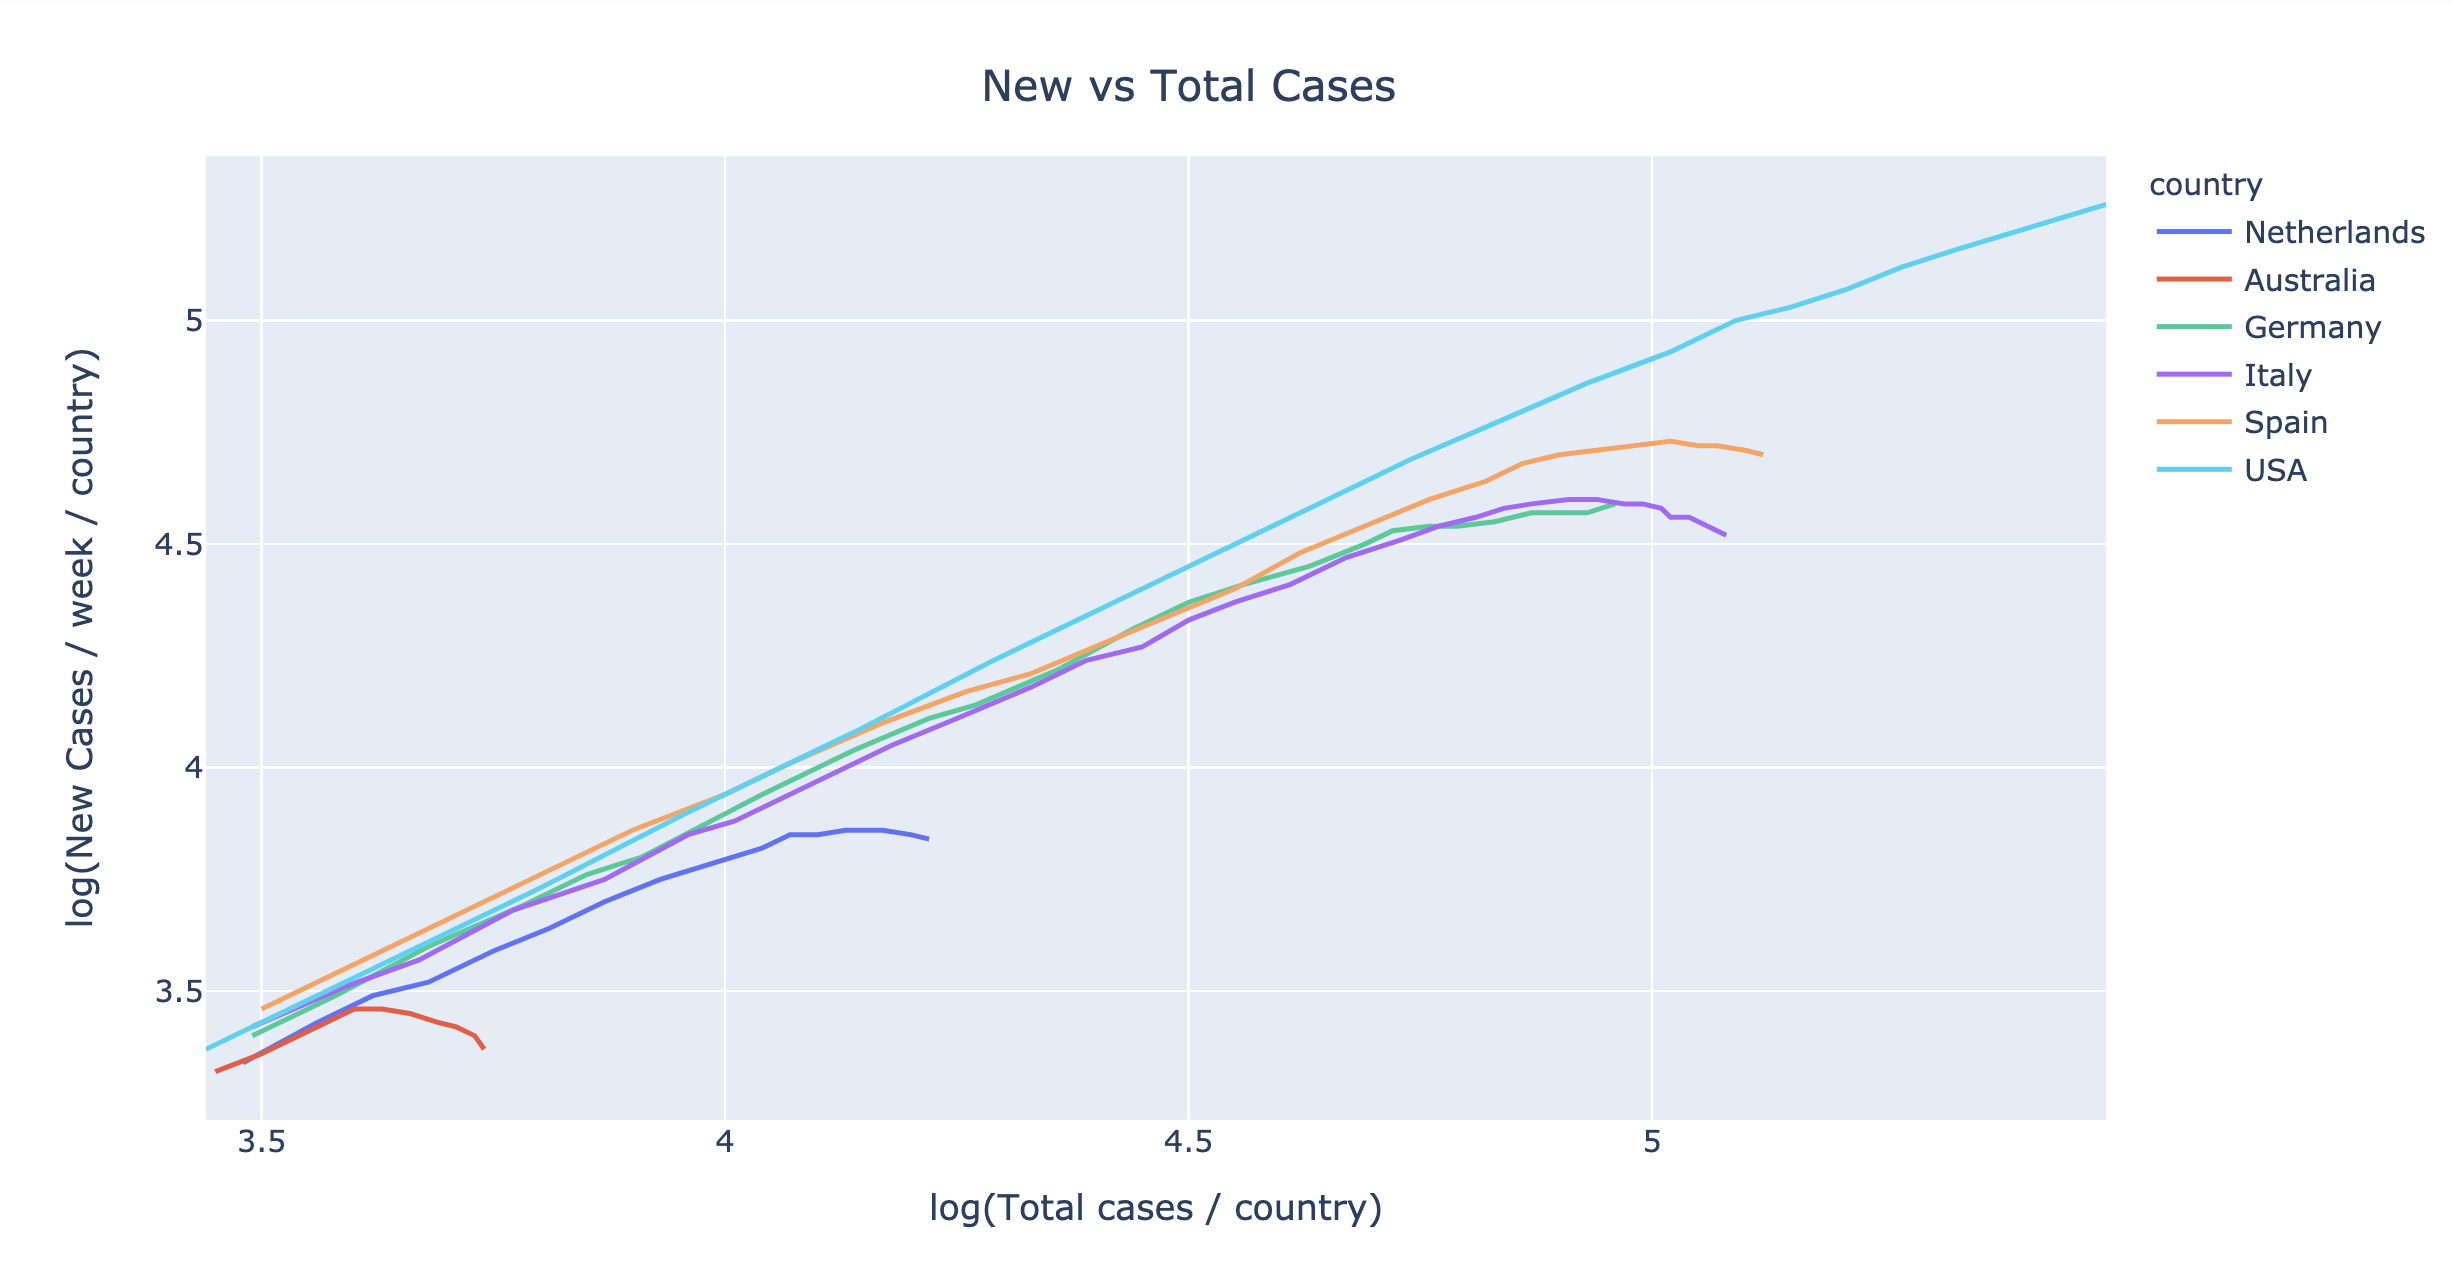 New vs Total Cases
log(New Cases / week / country)
5
4.5
4
3.5
3.5
4
4.5
5
log(Total cases / country)
country
Netherlands
Australia
Germany
Italy
Spain
USA